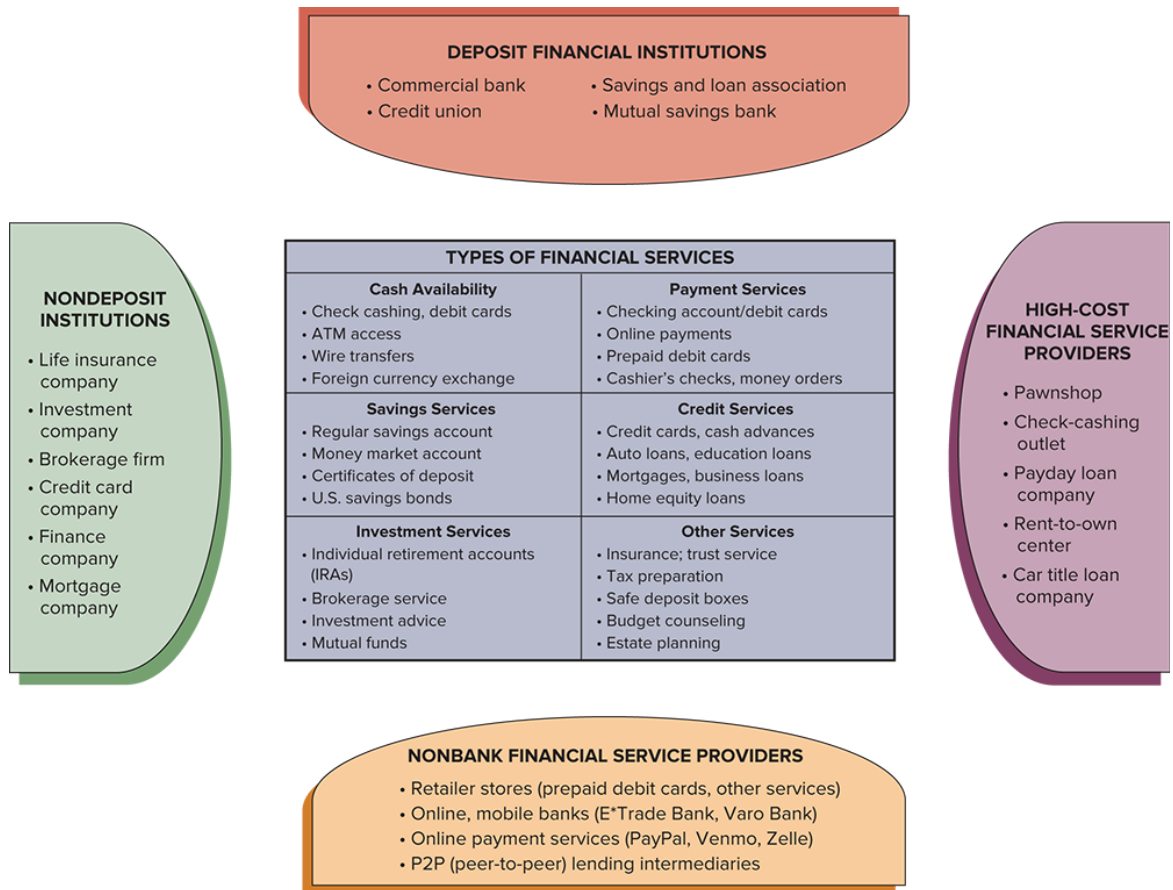 DEPOSIT FINANCIAL INSTITUTIONS
• Commercial bank
• Credit union
• Savings and loan association
• Mutual savings bank
NONDEPOSIT
INSTITUTIONS
• Life insurance
company
• Investment
company
• Brokerage firm
• Credit card
company
• Finance
company
• Mortgage
company
TYPES OF FINANCIAL SERVICES
Cash Availability
• Check cashing, debit cards
• ATM access
• Wire transfers
• Foreign currency exchange
Payment Services
• Checking account/debit cards
• Online payments
• Prepaid debit cards
• Cashier's checks, money orders
Savings Services
• Regular savings account
• Money market account
• Certificates of deposit
• U.S. savings bonds
Credit Services
• Credit cards, cash advances
• Auto loans, education loans
• Mortgages, business loans
• Home equity loans
Investment Services
• Individual retirement accounts
(IRAs)
• Brokerage service
• Investment advice
• Mutual funds
Other Services
• Insurance; trust service
• Tax preparation
• Safe deposit boxes
• Budget counseling
• Estate planning
HIGH-COST
FINANCIAL SERVICE
PROVIDERS
• Pawnshop
• Check-cashing
outlet
• Payday loan
company
• Rent-to-own
center
• Car title loan
company
NONBANK FINANCIAL SERVICE PROVIDERS
• Retailer stores (prepaid debit cards, other services)
• Online, mobile banks (E*Trade Bank, Varo Bank)
• Online payment services (PayPal, Venmo, Zelle)
• P2P (peer-to-peer) lending intermediaries